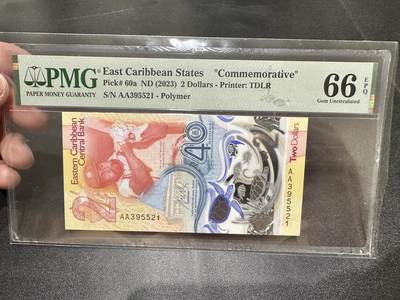 PMG
PAPER MONEY GUARANTY
East Caribbean States "Commemorative"
Pick# 60a ND (2023) 2 Dollars - Printer: TDLR
S/N AA395521 - Polymer
66
EPQ
Gem Uncirculated
Eastern Caribbean
Central Bank
40
2
AA395521
Two Dollars
AA395521